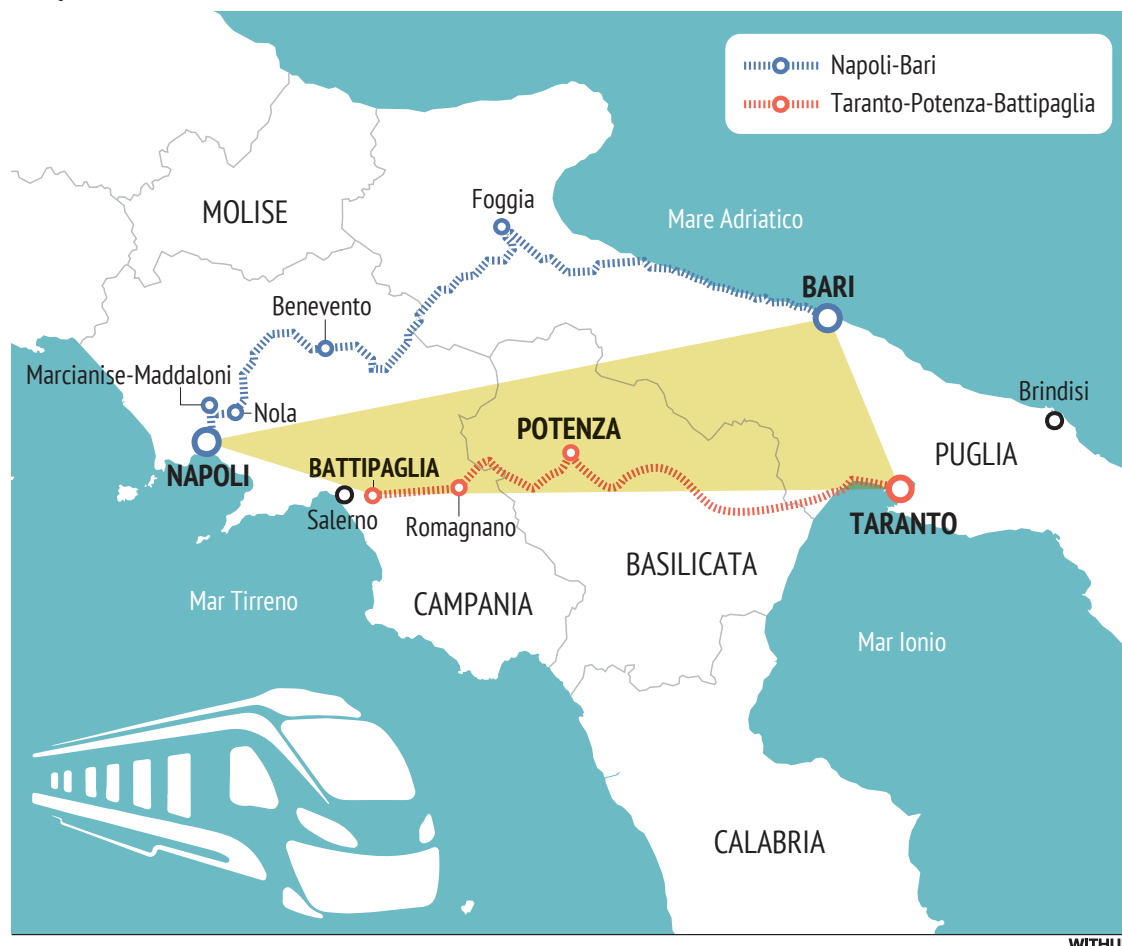 Napoli-Bari
Taranto-Potenza-Battipaglia
Foggia
MOLISE
Mare Adriatico
BARI
Benevento
Marcianise-Maddaloni
Brindisi
Nola
POTENZA
PUGLIA
BATTIPAGLIA
NAPOLI
Salerno
Romagnano
TARANTO
BASILICATA
Mar Tirreno
CAMPANIA
Mar Ionio
CALABRIA